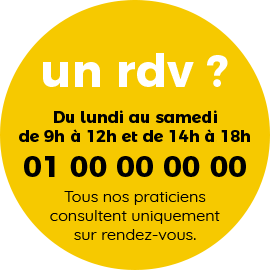 un rdv ?
Du lundi au samedi
de 9h à 12h et de 14h à 18h
01 00 00 00 00
Tous nos praticiens
consultent uniquement
sur rendez-vous.